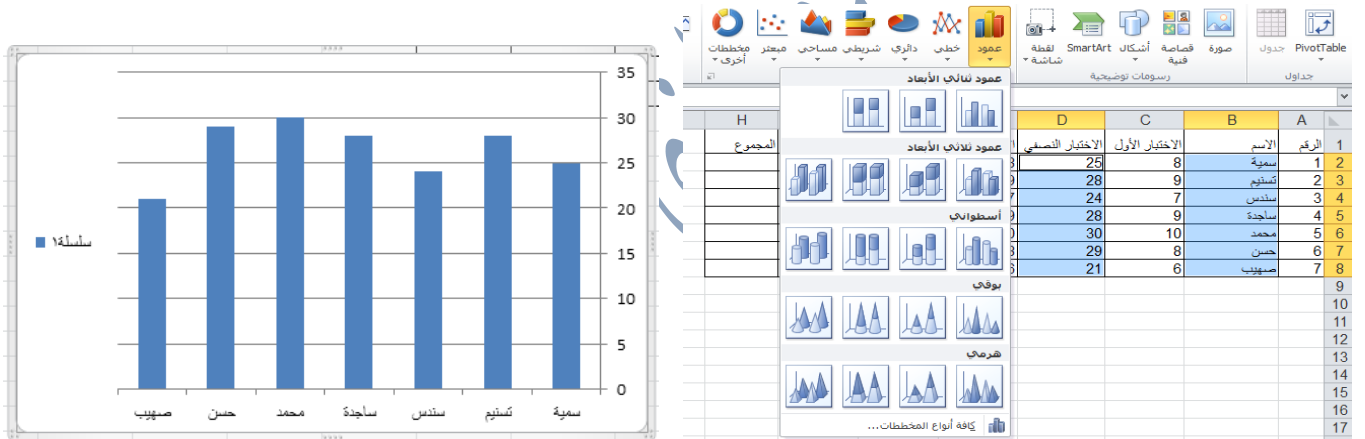 PivotTable
جدول
صورة
قصاصة فنية
أشكال
SmartArt
لقطة شاشة
عمود
خطي
دائري
شريطي
مساحي
مبعثر
مخططات أخرى
جداول
رسومات توضيحية
عمود ثنائي الأبعاد
عمود ثلاثي الأبعاد
أسطواني
بوقي
هرمي
كافة أنواع المخططات...
A B C D H
1 الرقم الاسم الاختبار الأول الاختبار النصفي المجموع
2 1 سمية 8 25
3 2 تسنيم 9 28
4 3 سندس 7 24
5 4 ساجدة 9 28
6 5 محمد 10 30
7 6 حسن 8 29
8 7 صهيب 6 21
9
10
11
12
13
14
15
16
17
35
30
25
20
15
10
5
0
سمية تسنيم سندس ساجدة محمد حسن صهيب
سلسلة١